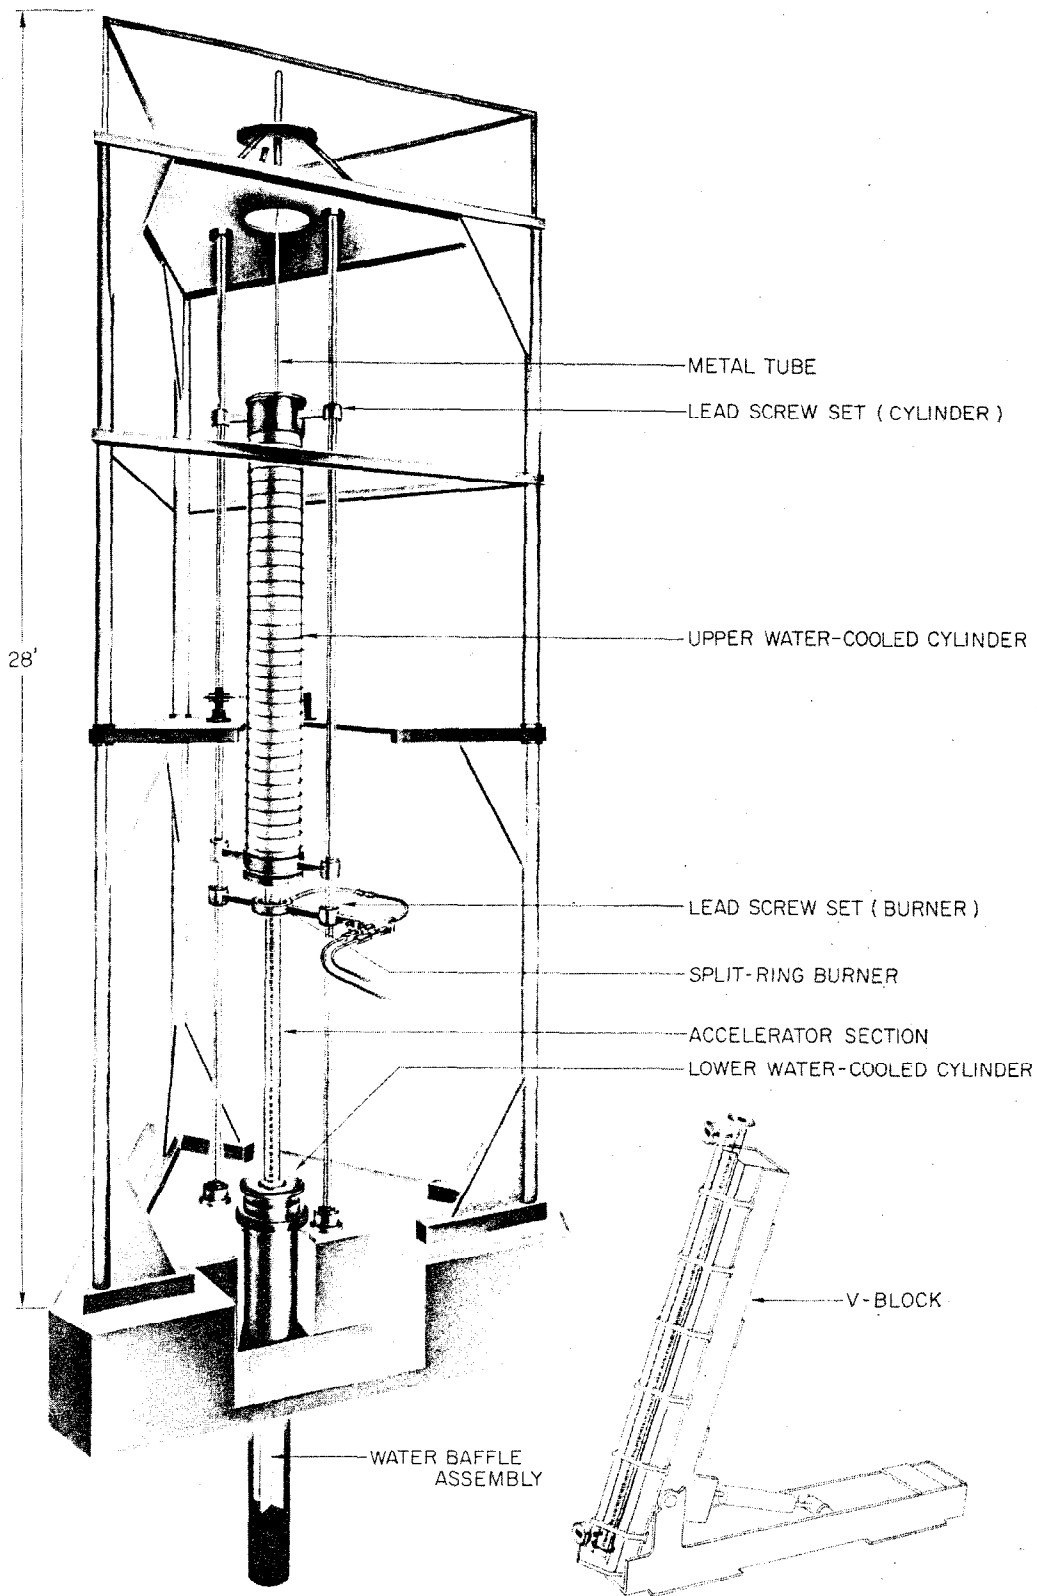 METAL TUBE
LEAD SCREW SET (CYLINDER)
UPPER WATER-COOLED CYLINDER
28'
LEAD SCREW SET (BURNER)
SPLIT-RING BURNER
ACCELERATOR SECTION
LOWER WATER-COOLED CYLINDER
V-BLOCK
WATER BAFFLE
ASSEMBLY